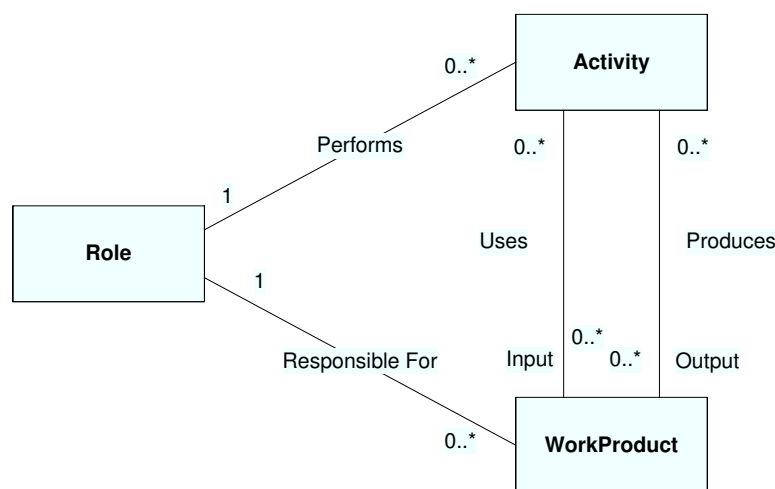 Activity
0..*
Performs
0..*
0..*
1
Role
Uses
Produces
1
0..*
Responsible For
Input
0..*
Output
0..*
WorkProduct